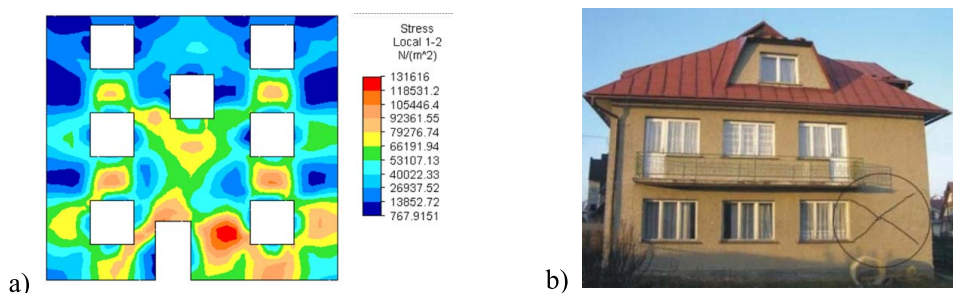 Stress
Local 1-2
N/(m^2)
131616
118531.2
105446.4
92361.55
79276.74
66191.94
53107.13
40022.33
26937.52
13852.72
767.9151
a)
b)